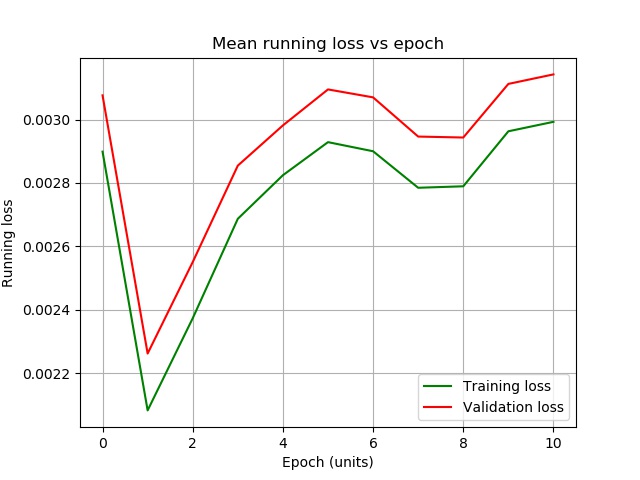 Mean running loss vs epoch
Running loss
0.0030
0.0028
0.0026
0.0024
0.0022
0 2 4 6 8 10
Epoch (units)
Training loss
Validation loss